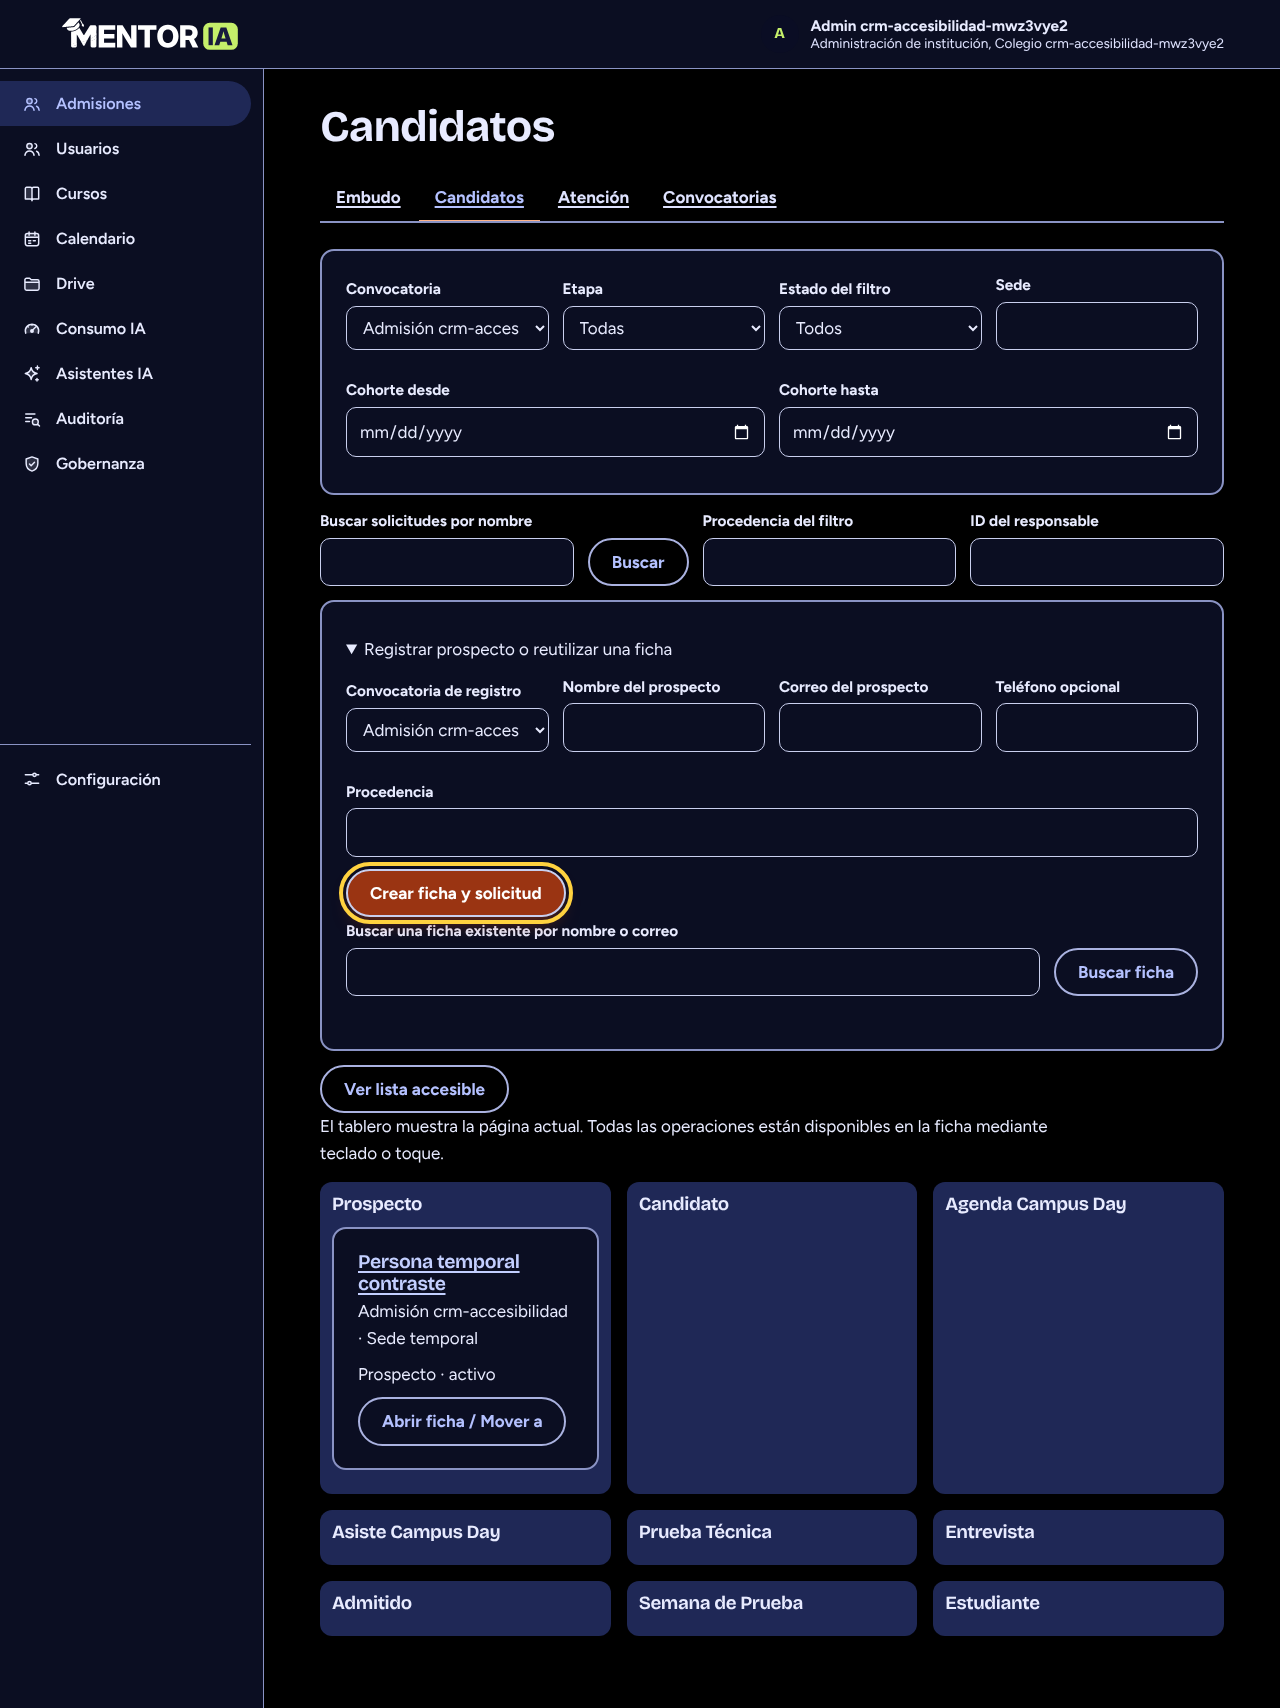 MENTOR IA
A
Admin crm-accesibilidad-mwz3vye2
Administración de institución, Colegio crm-accesibilidad-mwz3vye2
Admisiones
Usuarios
Cursos
Calendario
Drive
Consumo IA
Asistentes IA
Auditoría
Gobernanza
Configuración
Candidatos
Embudo Candidatos Atención Convocatorias
Convocatoria Etapa Estado del filtro Sede
Admisión crm-acces Todas Todos
Cohorte desde Cohorte hasta
mm/dd/yyyy mm/dd/yyyy
Buscar solicitudes por nombre Procedencia del filtro ID del responsable
Buscar
Registrar prospecto o reutilizar una ficha
Convocatoria de registro Nombre del prospecto Correo del prospecto Teléfono opcional
Admisión crm-acces
Procedencia
Crear ficha y solicitud
Buscar una ficha existente por nombre o correo
Buscar ficha
Ver lista accesible
El tablero muestra la página actual. Todas las operaciones están disponibles en la ficha mediante
teclado o toque.
Prospecto Candidato Agenda Campus Day
Persona temporal
contraste
Admisión crm-accesibilidad
· Sede temporal
Prospecto · activo
Abrir ficha / Mover a
Asiste Campus Day Prueba Técnica Entrevista
Admitido Semana de Prueba Estudiante